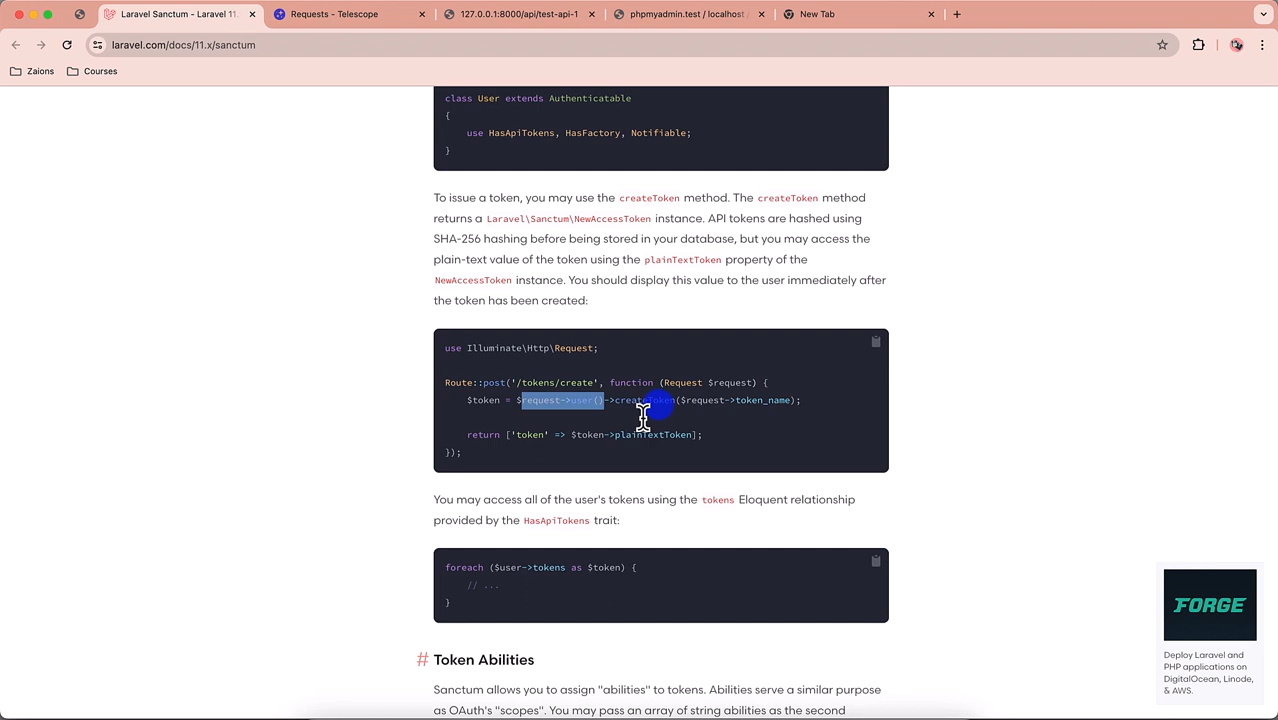 Laravel Sanctum - Laravel 11.
Requests - Telescope
127.0.0.1:8000/api/test-api-1
phpmyadmin.test / localhost
New Tab
laravel.com/docs/11.x/sanctum
Zaions
Courses
class User extends Authenticatable
{
use HasApiTokens, HasFactory, Notifiable;
}
To issue a token, you may use the createToken method. The createToken method
returns a Laravel\Sanctum\NewAccessToken instance. API tokens are hashed using
SHA-256 hashing before being stored in your database, but you may access the
plain-text value of the token using the plainTextToken property of the
NewAccessToken instance. You should display this value to the user immediately after
the token has been created:
use Illuminate\Http\Request;
Route::post('/tokens/create', function (Request $request) {
$token = $request->user()->createToken($request->token_name);
return ['token' => $token->plainTextToken];
});
You may access all of the user's tokens using the tokens Eloquent relationship
provided by the HasApiTokens trait:
foreach ($user->tokens as $token) {
// ...
}
# Token Abilities
Sanctum allows you to assign "abilities" to tokens. Abilities serve a similar purpose
as OAuth's "scopes". You may pass an array of string abilities as the second
FORGE
Deploy Laravel and
PHP applications on
DigitalOcean, Linode,
& AWS.